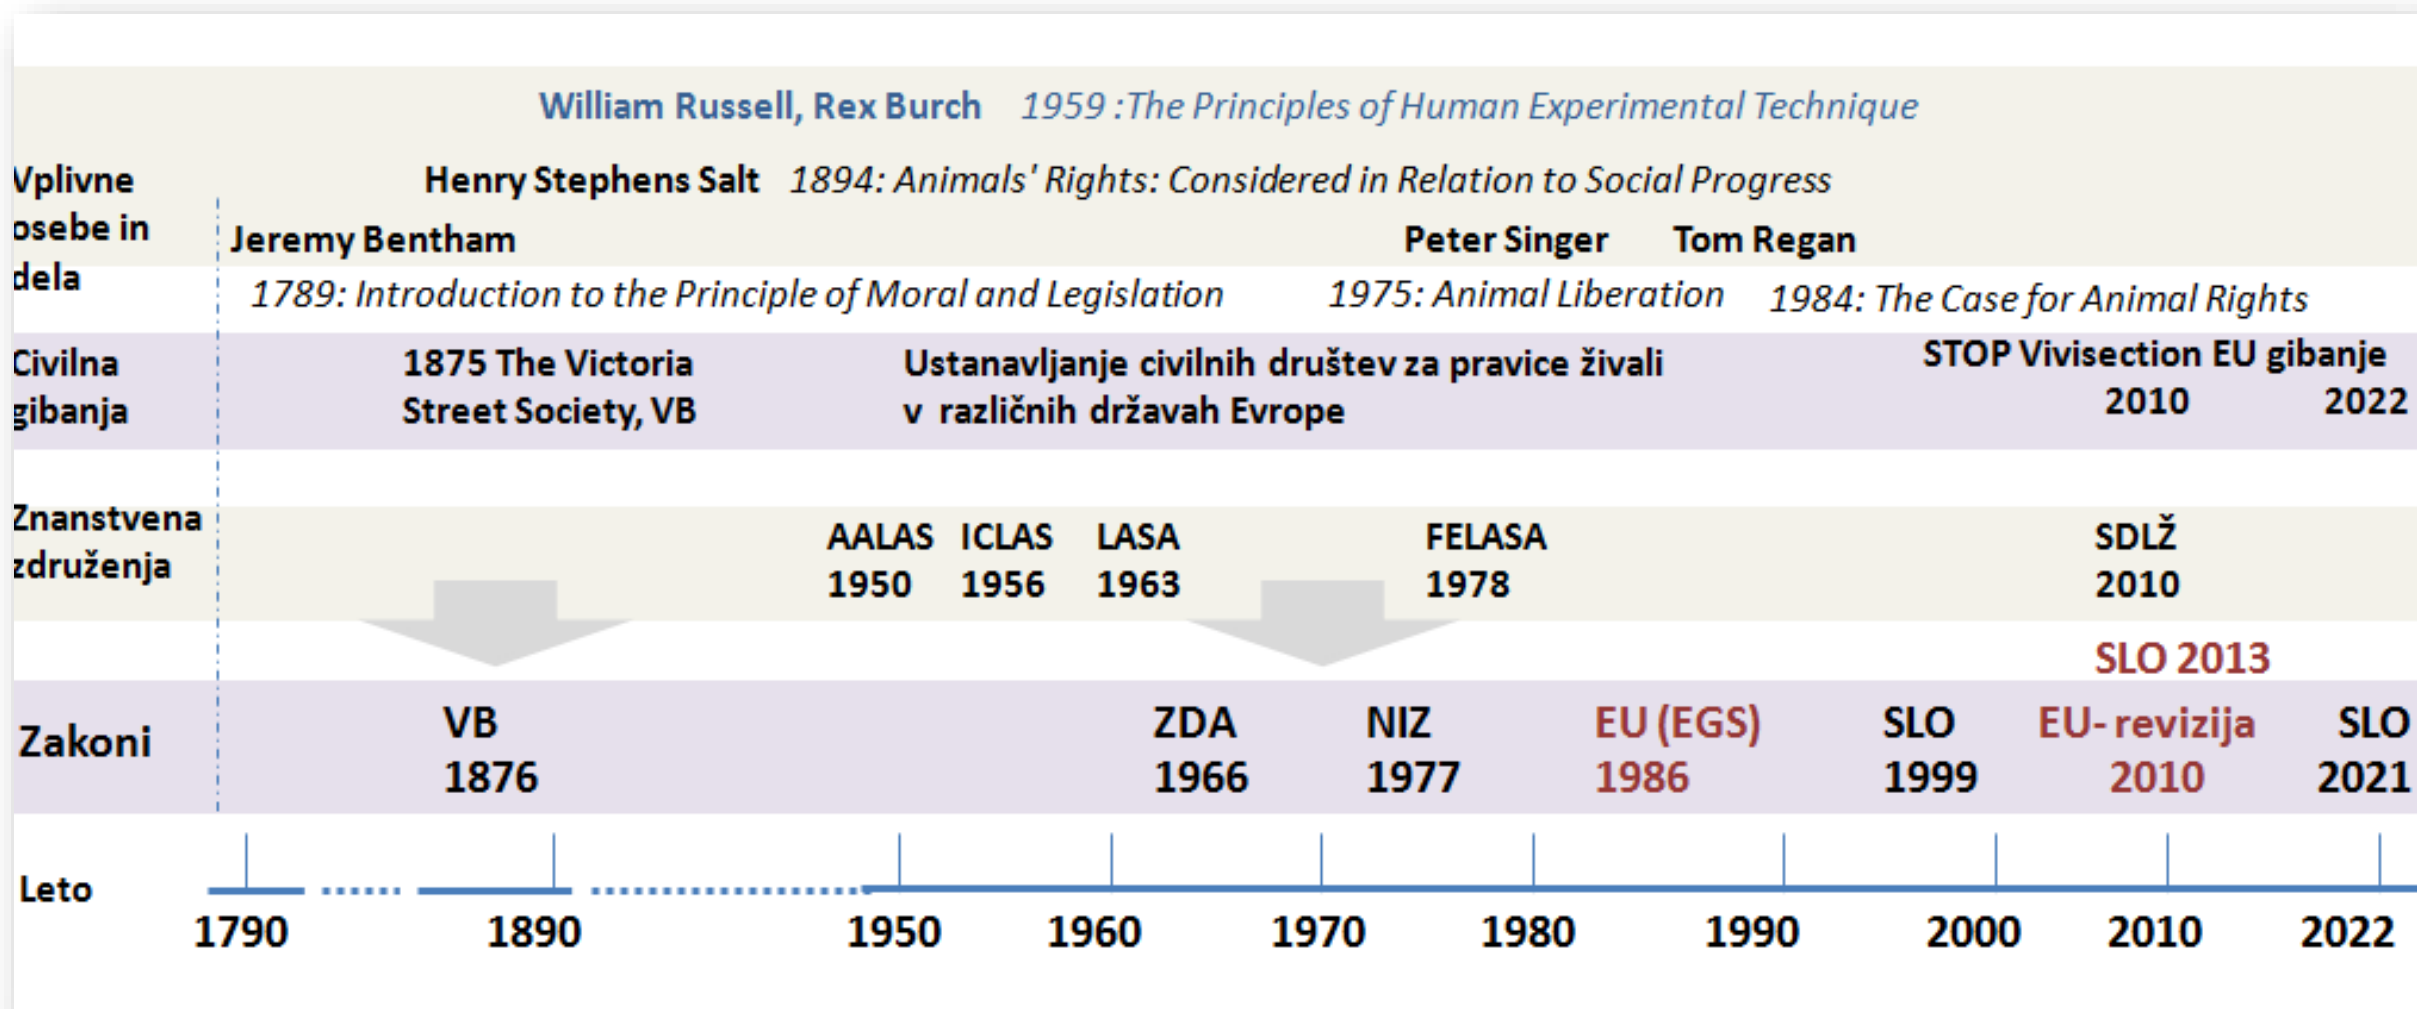 William Russell, Rex Burch 1959 :The Principles of Human Experimental Technique
Vplivne
osebe in
dela
Henry Stephens Salt 1894: Animals' Rights: Considered in Relation to Social Progress
Jeremy Bentham
Peter Singer Tom Regan
1789: Introduction to the Principle of Moral and Legislation
1975: Animal Liberation
1984: The Case for Animal Rights
Civilna
gibanja
1875 The Victoria
Street Society, VB
Ustanavljanje civilnih društev za pravice živali
v različnih državah Evrope
STOP Vivisection EU gibanje
2010 2022
Znanstvena
združenja
AALAS ICLAS LASA FELASA SDLŽ
1950 1956 1963 1978 2010
SLO 2013
Zakoni
VB ZDA NIZ EU (EGS) SLO EU- revizija SLO
1876 1966 1977 1986 1999 2010 2021
Leto
1790 1890 1950 1960 1970 1980 1990 2000 2010 2022